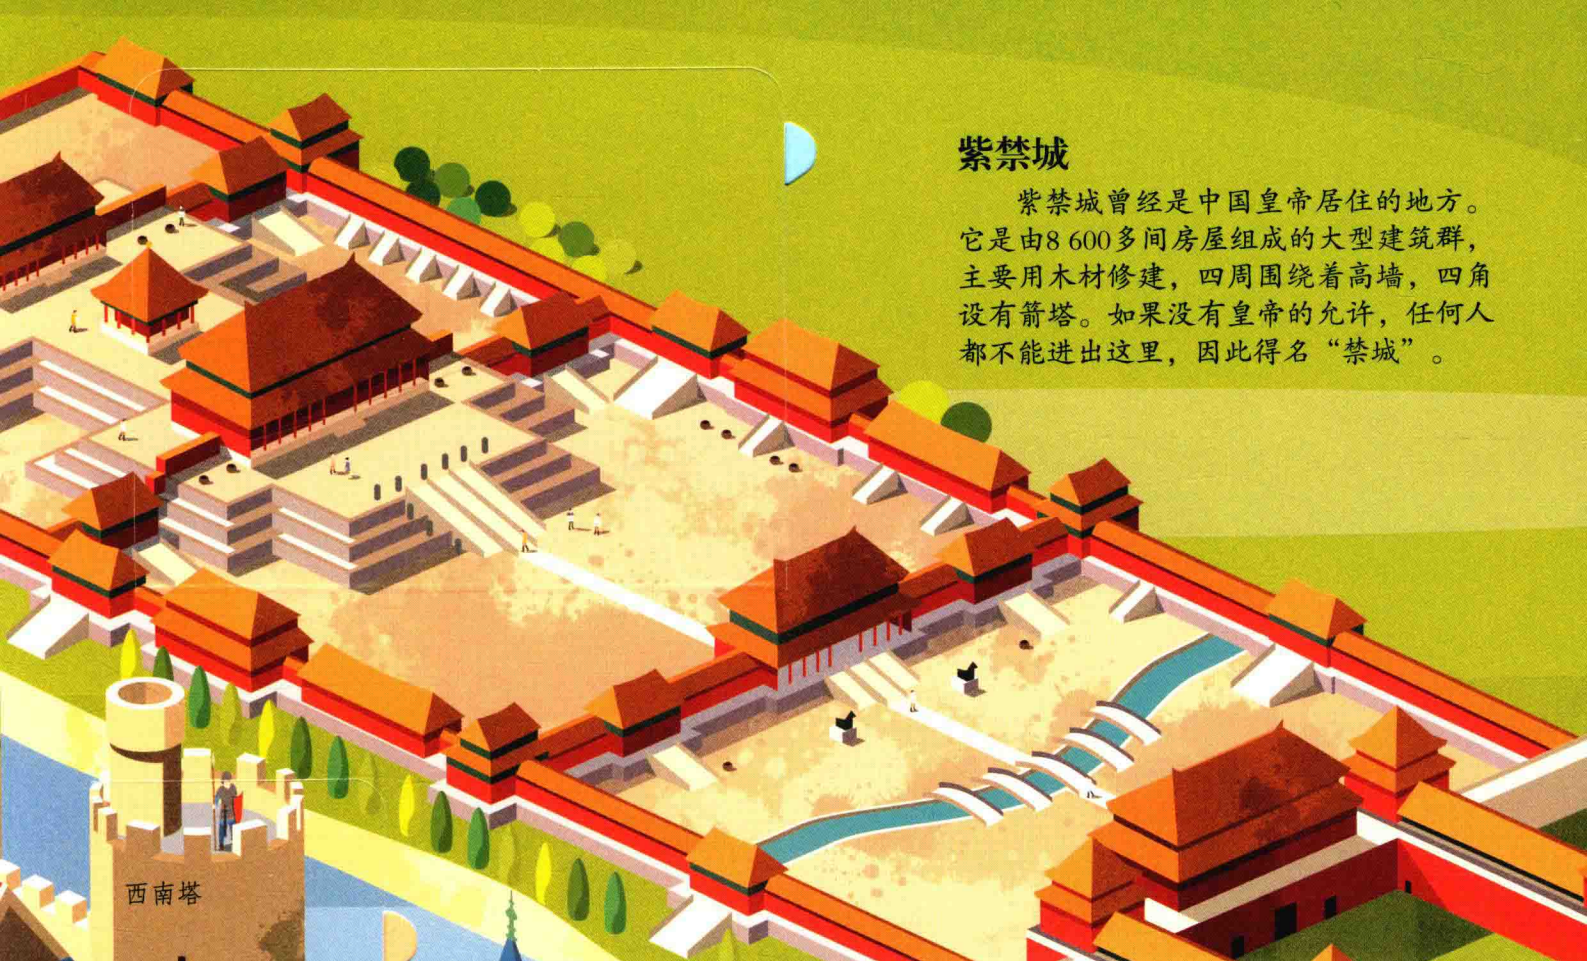 紫禁城
紫禁城曾经是中国皇帝居住的地方。
它是由8 600多间房屋组成的大型建筑群，
主要用木材修建，四周围绕着高墙，四角
设有箭塔。如果没有皇帝的允许，任何人
都不能进出这里，因此得名“禁城”。
西南塔